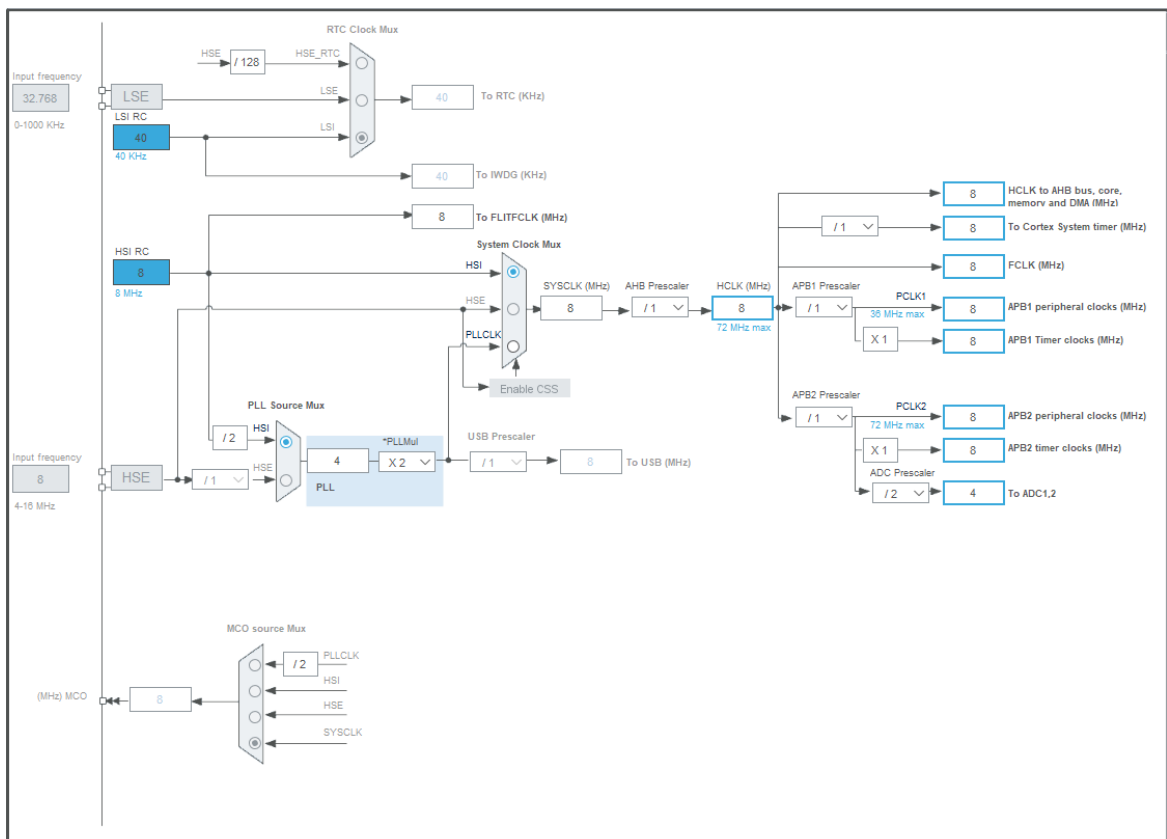 RTC Clock Mux
HSE
/ 128
HSE_RTC
Input frequency
32.768
0-1000 KHz
LSE
LSE
40
To RTC (KHz)
LSI RC
40
40 KHz
LSI
40
To IWDG (KHz)
8
To FLITFCLK (MHz)
HSI RC
8
8 MHz
System Clock Mux
HSI
HSE
PLLCLK
SYSCLK (MHz)
8
AHB Prescaler
/ 1
HCLK (MHz)
8
72 MHz max
Enable CSS
8
HCLK to AHB bus, core,
memory and DMA (MHz)
/ 1
8
To Cortex System timer (MHz)
8
FCLK (MHz)
APB1 Prescaler
/ 1
PCLK1
36 MHz max
8
APB1 peripheral clocks (MHz)
X 1
8
APB1 Timer clocks (MHz)
APB2 Prescaler
/ 1
PCLK2
72 MHz max
8
APB2 peripheral clocks (MHz)
X 1
8
APB2 timer clocks (MHz)
ADC Prescaler
/ 2
4
To ADC1,2
PLL Source Mux
/ 2
HSI
HSE
4
*PLLMul
X 2
PLL
USB Prescaler
/ 1
8
To USB (MHz)
Input frequency
8
4-16 MHz
HSE
/ 1
MCO source Mux
/ 2
PLLCLK
HSI
HSE
SYSCLK
(MHz) MCO
8